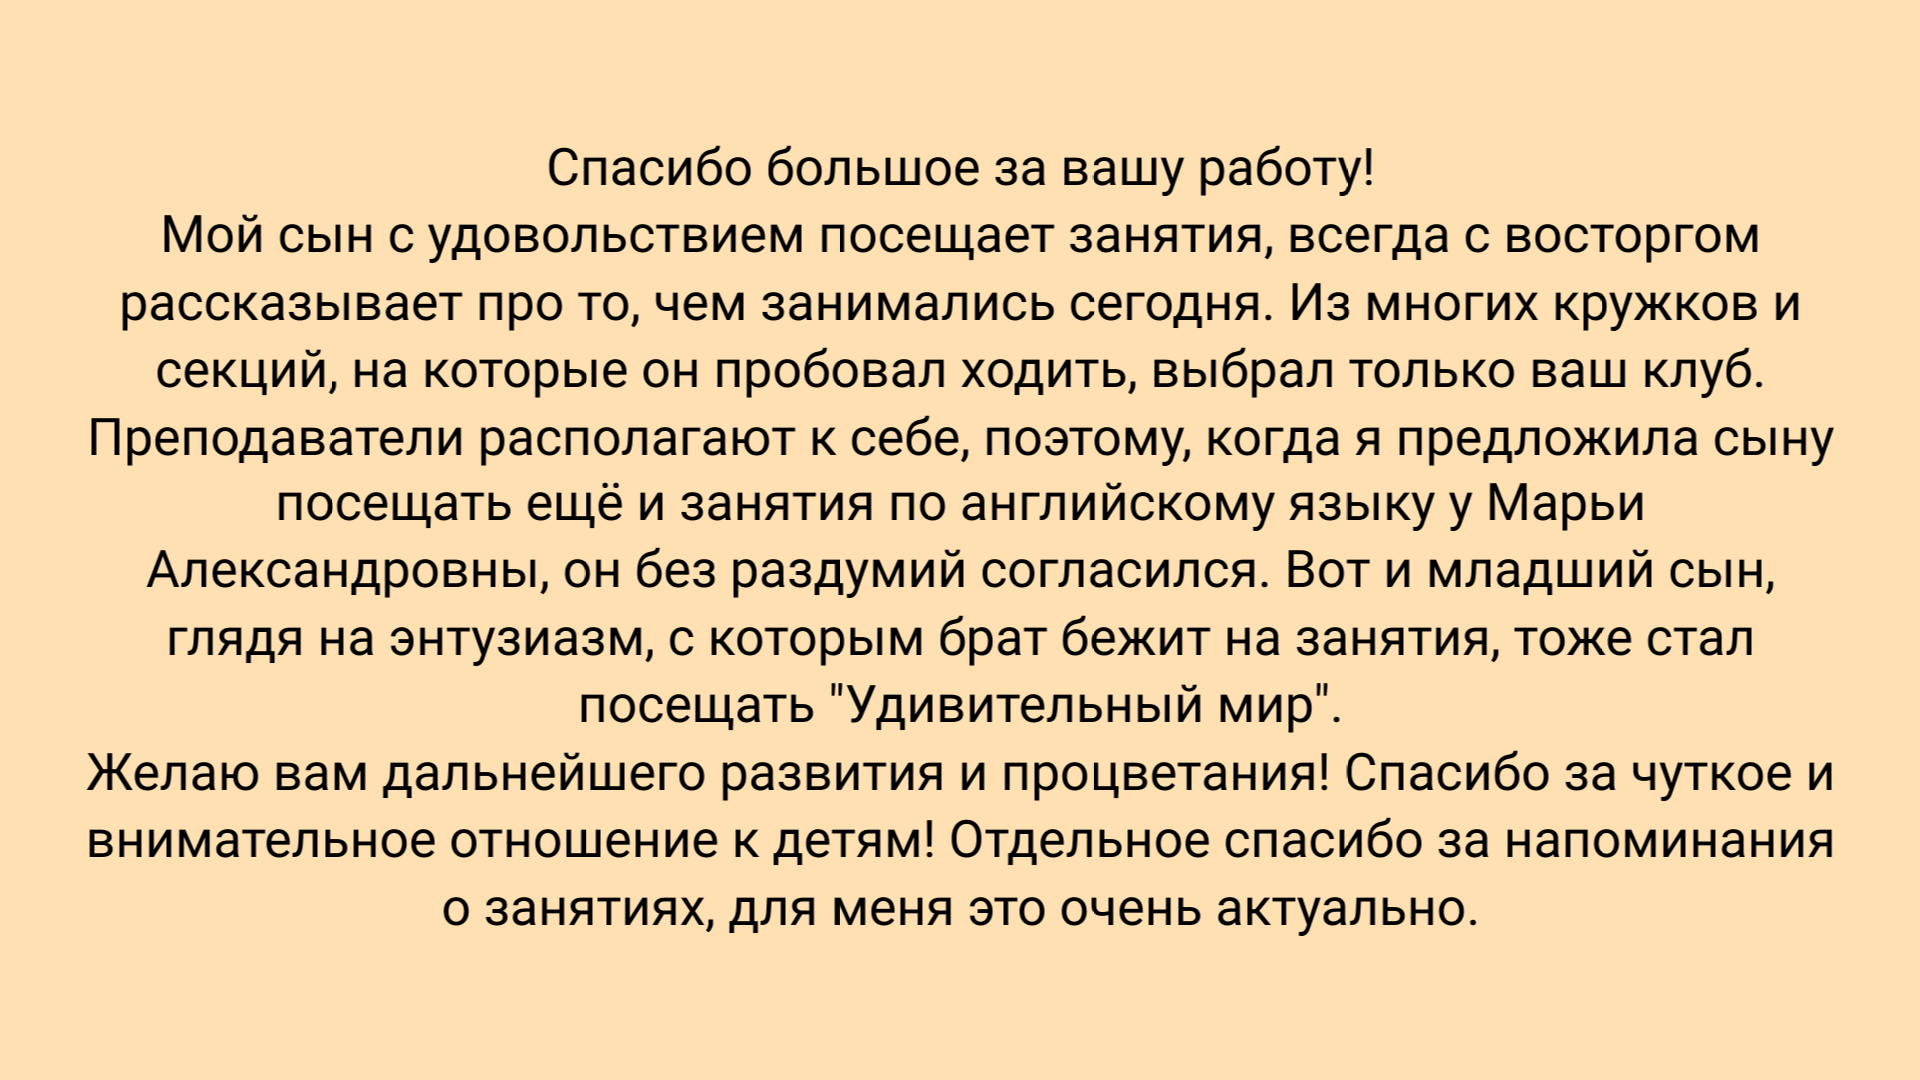 Спасибо большое за вашу работу!
Мой сын с удовольствием посещает занятия, всегда с восторгом
рассказывает про то, чем занимались сегодня. Из многих кружков и
секций, на которые он пробовал ходить, выбрал только ваш клуб.
Преподаватели располагают к себе, поэтому, когда я предложила сыну
посещать ещё и занятия по английскому языку у Марьи
Александровны, он без раздумий согласился. Вот и младший сын,
глядя на энтузиазм, с которым брат бежит на занятия, тоже стал
посещать "Удивительный мир".
Желаю вам дальнейшего развития и процветания! Спасибо за чуткое и
внимательное отношение к детям! Отдельное спасибо за напоминания
о занятиях, для меня это очень актуально.